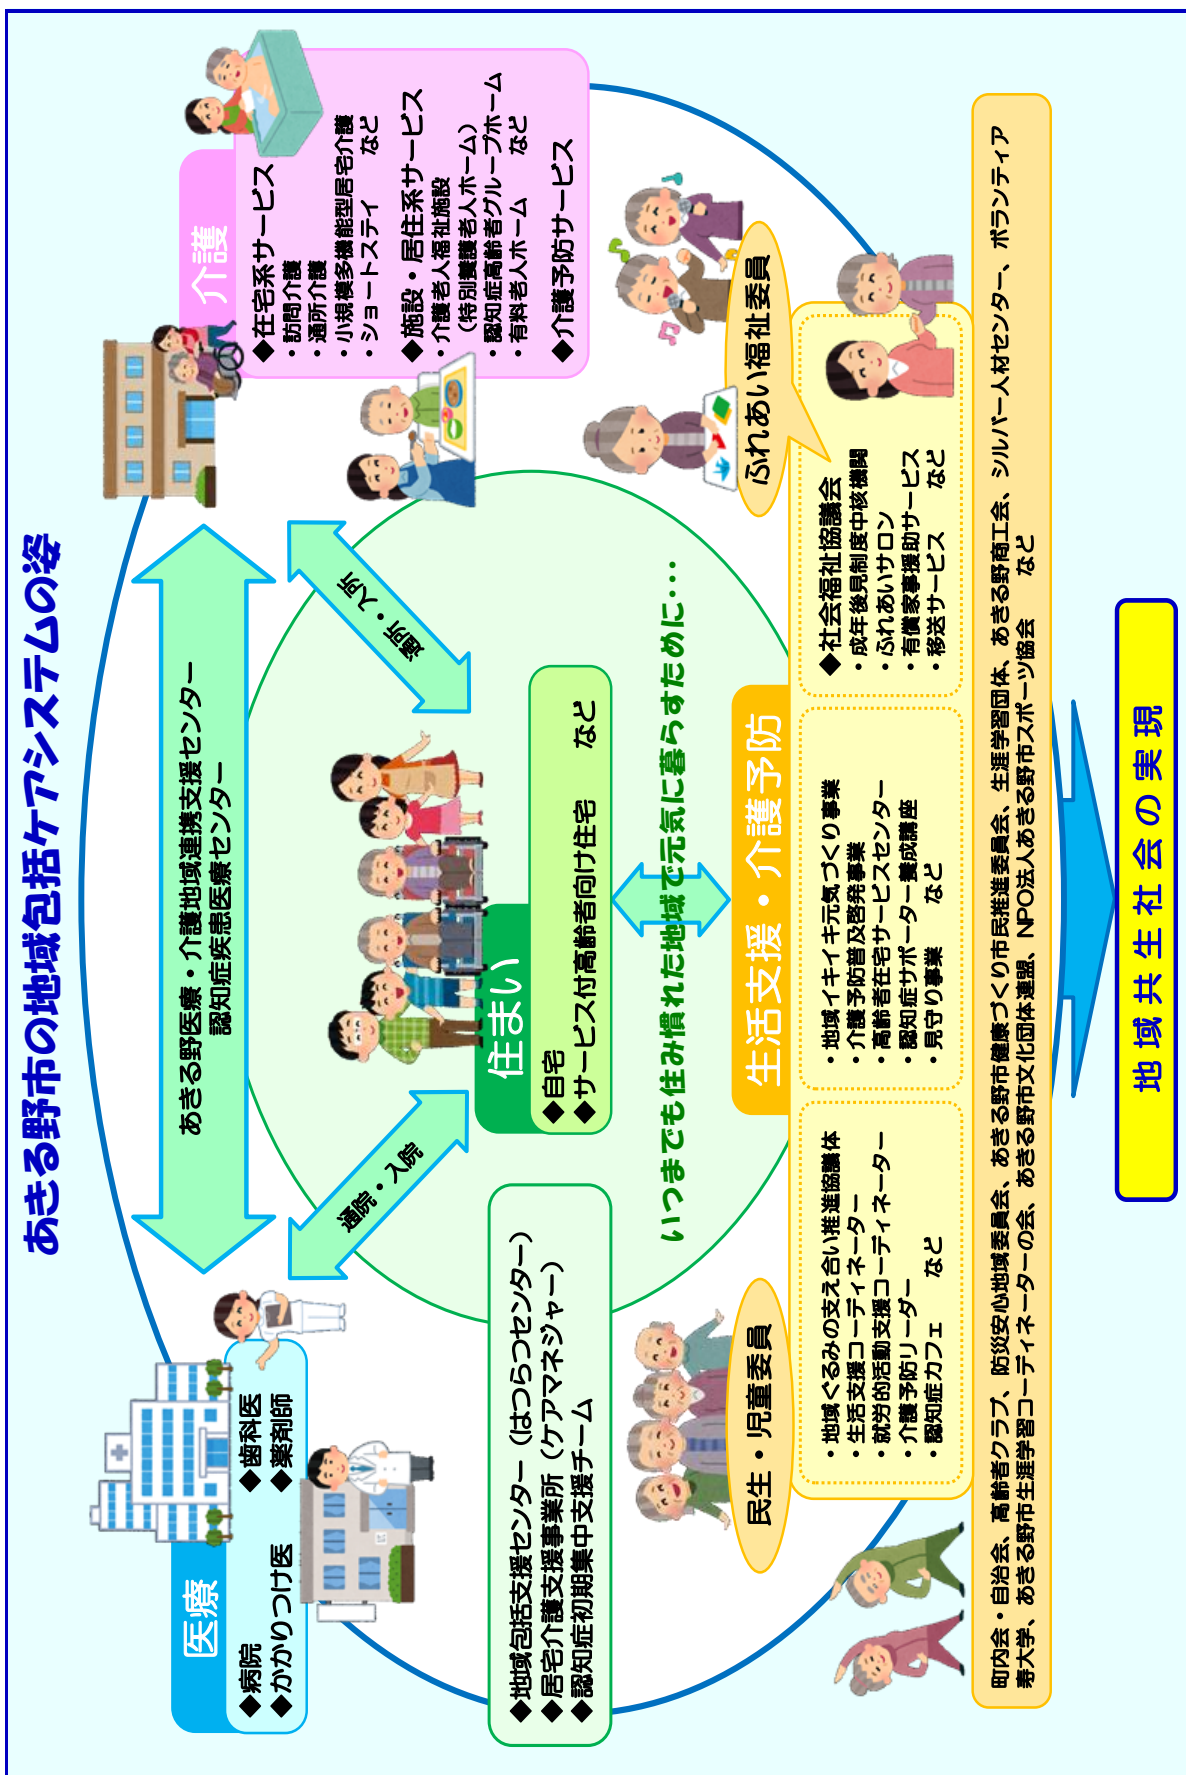 あきる野市の地域包括ケアシステムの姿
医療
◆病院　◆歯科医
◆かかりつけ医　◆薬剤師
あきる野医療・介護地域連携支援センター
認知症疾患医療センター
介護
◆在宅系サービス
・訪問介護
・通所介護
・小規模多機能型居宅介護
・ショートステイ　など
◆施設・居住系サービス
・介護老人福祉施設
（特別養護老人ホーム）
・認知症高齢者グループホーム
・有料老人ホーム　など
◆介護予防サービス
通院・入院
通所・入所
住まい
◆自宅
◆サービス付高齢者向け住宅　など
◆地域包括支援センター（はつらつセンター）
◆居宅介護支援事業所（ケアマネジャー）
◆認知症初期集中支援チーム
いつまでも住み慣れた地域で元気に暮らすために…
民生・児童委員
生活支援・介護予防
ふれあい福祉委員
・地域ぐるみの支え合い推進協議体
・生活支援コーディネーター
・就労的活動支援コーディネーター
・介護予防リーダー
・認知症カフェ　など
・地域イキイキ元気づくり事業
・介護予防普及啓発事業
・高齢者在宅サービスセンター
・認知症サポーター養成講座
・見守り事業　など
◆社会福祉協議会
・成年後見制度中核機関
・ふれあいサロン
・有償家事援助サービス
・移送サービス　など
町内会・自治会、高齢者クラブ、防災安心地域委員会、あきる野市健康づくり市民推進委員会、生涯学習団体、あきる野商工会、シルバー人材センター、ボランティア
寿大学、あきる野市生涯学習コーディネーターの会、あきる野市文化団体連盟、NPO法人あきる野市スポーツ協会　など
地域共生社会の実現